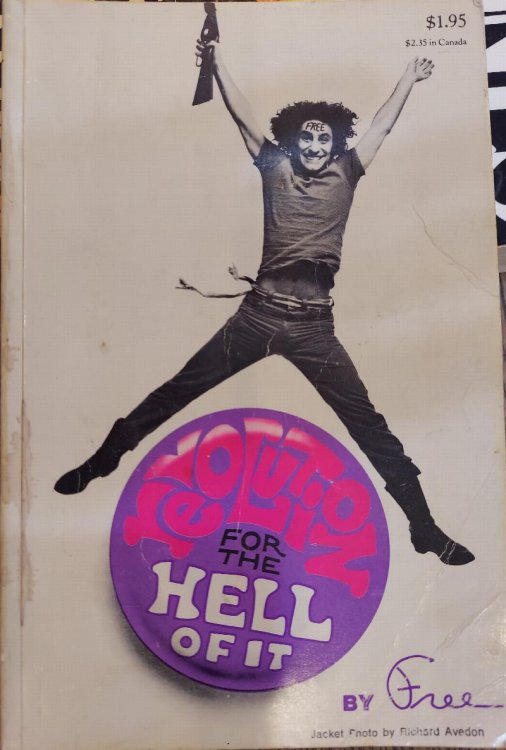 $1.95
$2.35 in Canada
FREE
REVOLUTION
FOR
THE
HELL
OF IT
BY Free
Jacket Photo by Richard Avedon